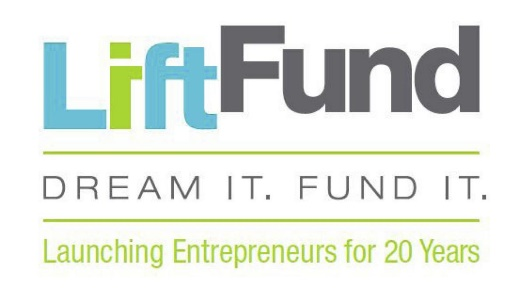 LiftFund
DREAM IT. FUND IT.
Launching Entrepreneurs for 20 Years